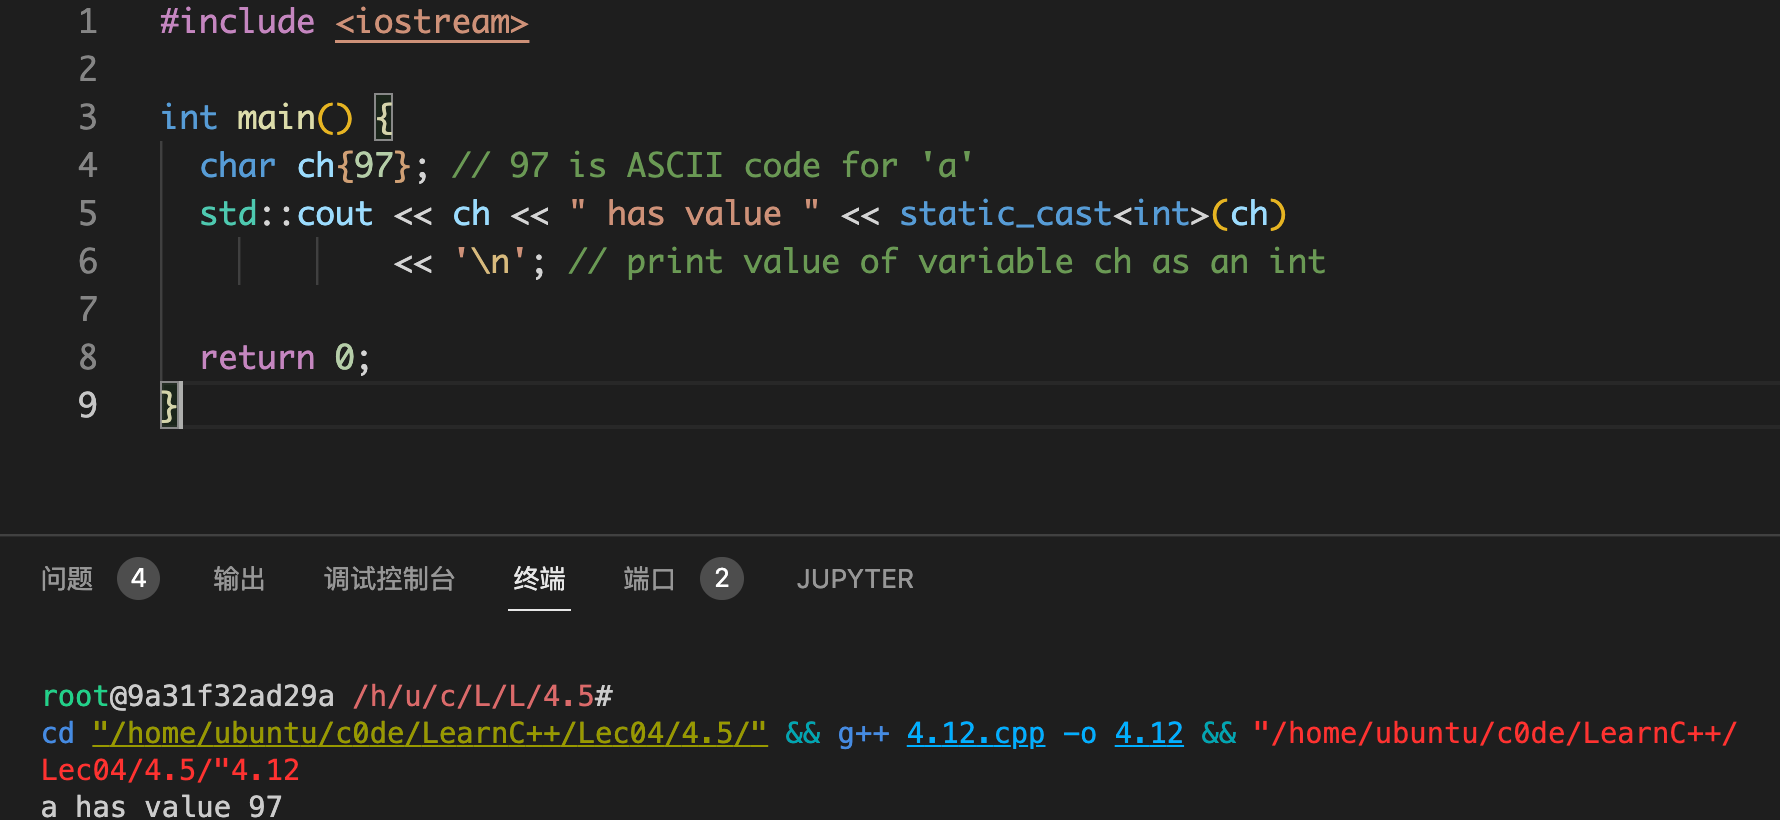 1 #include <iostream>
2
3 int main() {
4 char ch{97}; // 97 is ASCII code for 'a'
5 std::cout << ch << " has value " << static_cast<int>(ch)
6 << '\n'; // print value of variable ch as an int
7
8 return 0;
9 }
问题 4 输出 调试控制台 终端 端口 2 JUPYTER
root@9a31f32ad29a /h/u/c/L/L/4.5#
cd "/home/ubuntu/c0de/LearnC++/Lec04/4.5/" && g++ 4.12.cpp -o 4.12 && "/home/ubuntu/c0de/LearnC++/
Lec04/4.5/"4.12
a has value 97